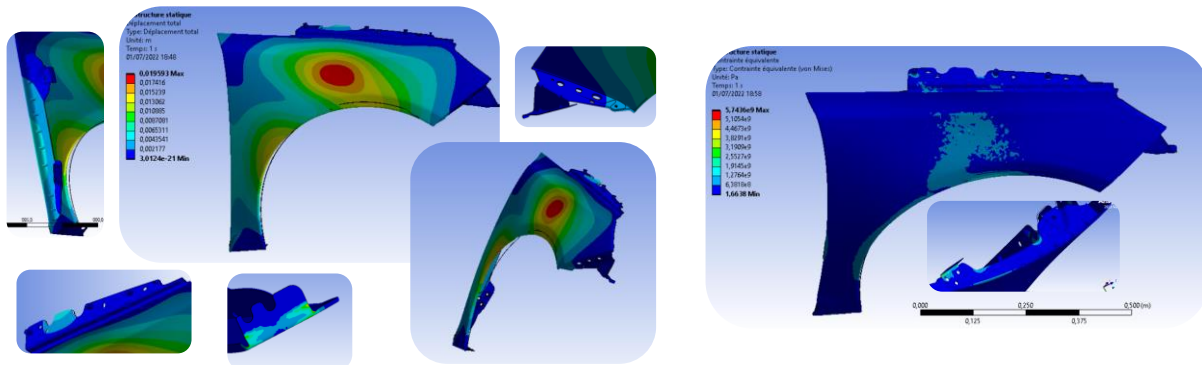 structure statique
Déplacement total
Type: Déplacement total
Unité: m
Temps: 1 s
01/07/2022 18:48
0,019593 Max
0,017416
0,015239
0,013062
0,010885
0,0087081
0,0065311
0,0043541
0,002177
3,0124e-21 Min
structure statique
Contrainte équivalente
Type: Contrainte équivalente (von Mises)
Unité: Pa
Temps: 1 s
01/07/2022 18:58
5,7436e9 Max
5,1054e9
4,4673e9
3,8291e9
3,1909e9
2,5527e9
1,9145e9
1,2764e9
6,3818e8
1,6638 Min
0,000
0,250
0,500 (m)
0,125
0,375